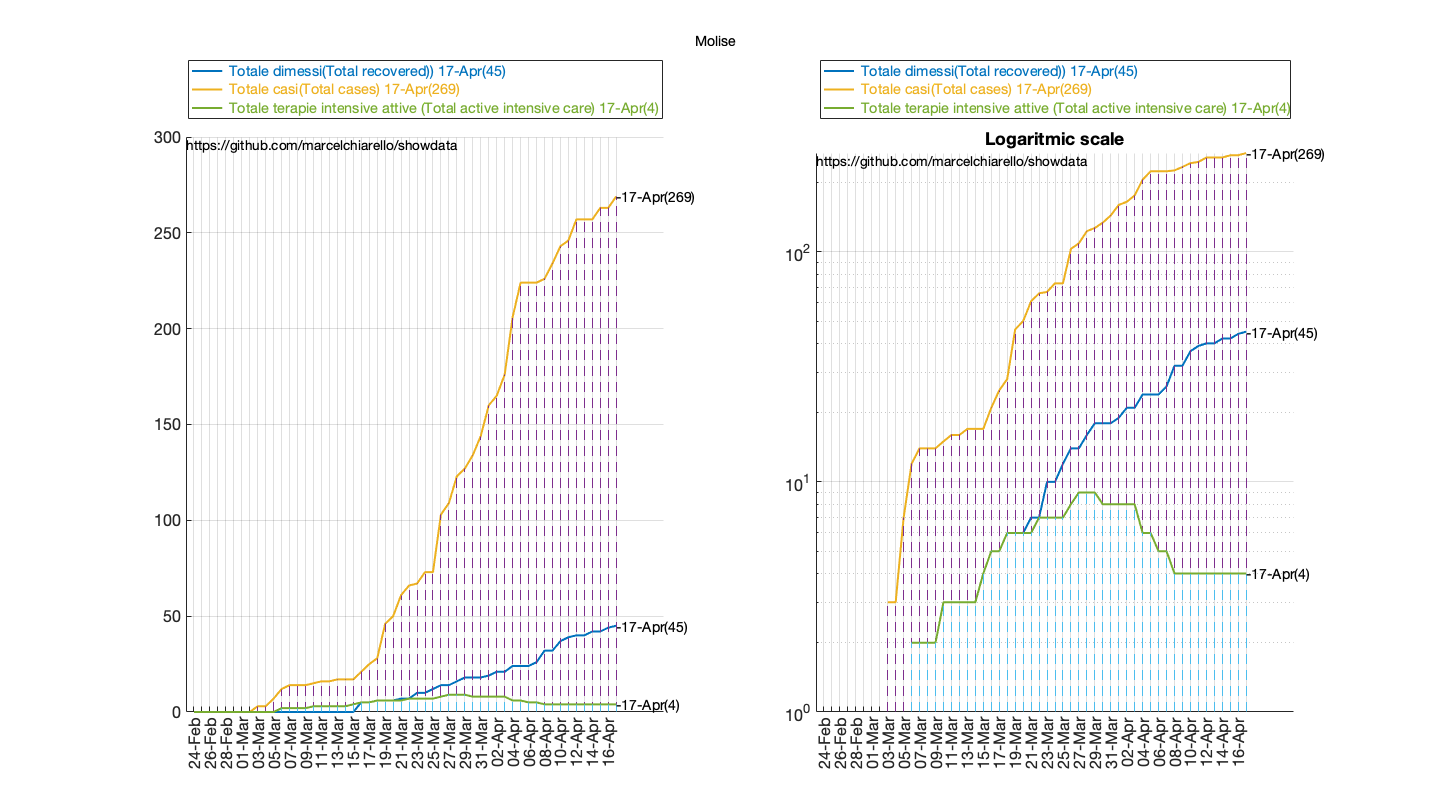 Molise
Totale dimessi(Total recovered)) 17-Apr(45)
Totale casi(Total cases) 17-Apr(269)
Totale terapie intensive attive (Total active intensive care) 17-Apr(4)
https://github.com/marcelchiarello/showdata
300
250
200
150
100
50
0
17-Apr(269)
17-Apr(45)
17-Apr(4)
24-Feb
26-Feb
28-Feb
01-Mar
03-Mar
05-Mar
07-Mar
09-Mar
11-Mar
13-Mar
15-Mar
17-Mar
19-Mar
21-Mar
23-Mar
25-Mar
27-Mar
29-Mar
31-Mar
02-Apr
04-Apr
06-Apr
08-Apr
10-Apr
12-Apr
14-Apr
16-Apr
Totale dimessi(Total recovered)) 17-Apr(45)
Totale casi(Total cases) 17-Apr(269)
Totale terapie intensive attive (Total active intensive care) 17-Apr(4)
Logaritmic scale
https://github.com/marcelchiarello/showdata
10²
10¹
10⁰
17-Apr(269)
17-Apr(45)
17-Apr(4)
24-Feb
26-Feb
28-Feb
01-Mar
03-Mar
05-Mar
07-Mar
09-Mar
11-Mar
13-Mar
15-Mar
17-Mar
19-Mar
21-Mar
23-Mar
25-Mar
27-Mar
29-Mar
31-Mar
02-Apr
04-Apr
06-Apr
08-Apr
10-Apr
12-Apr
14-Apr
16-Apr